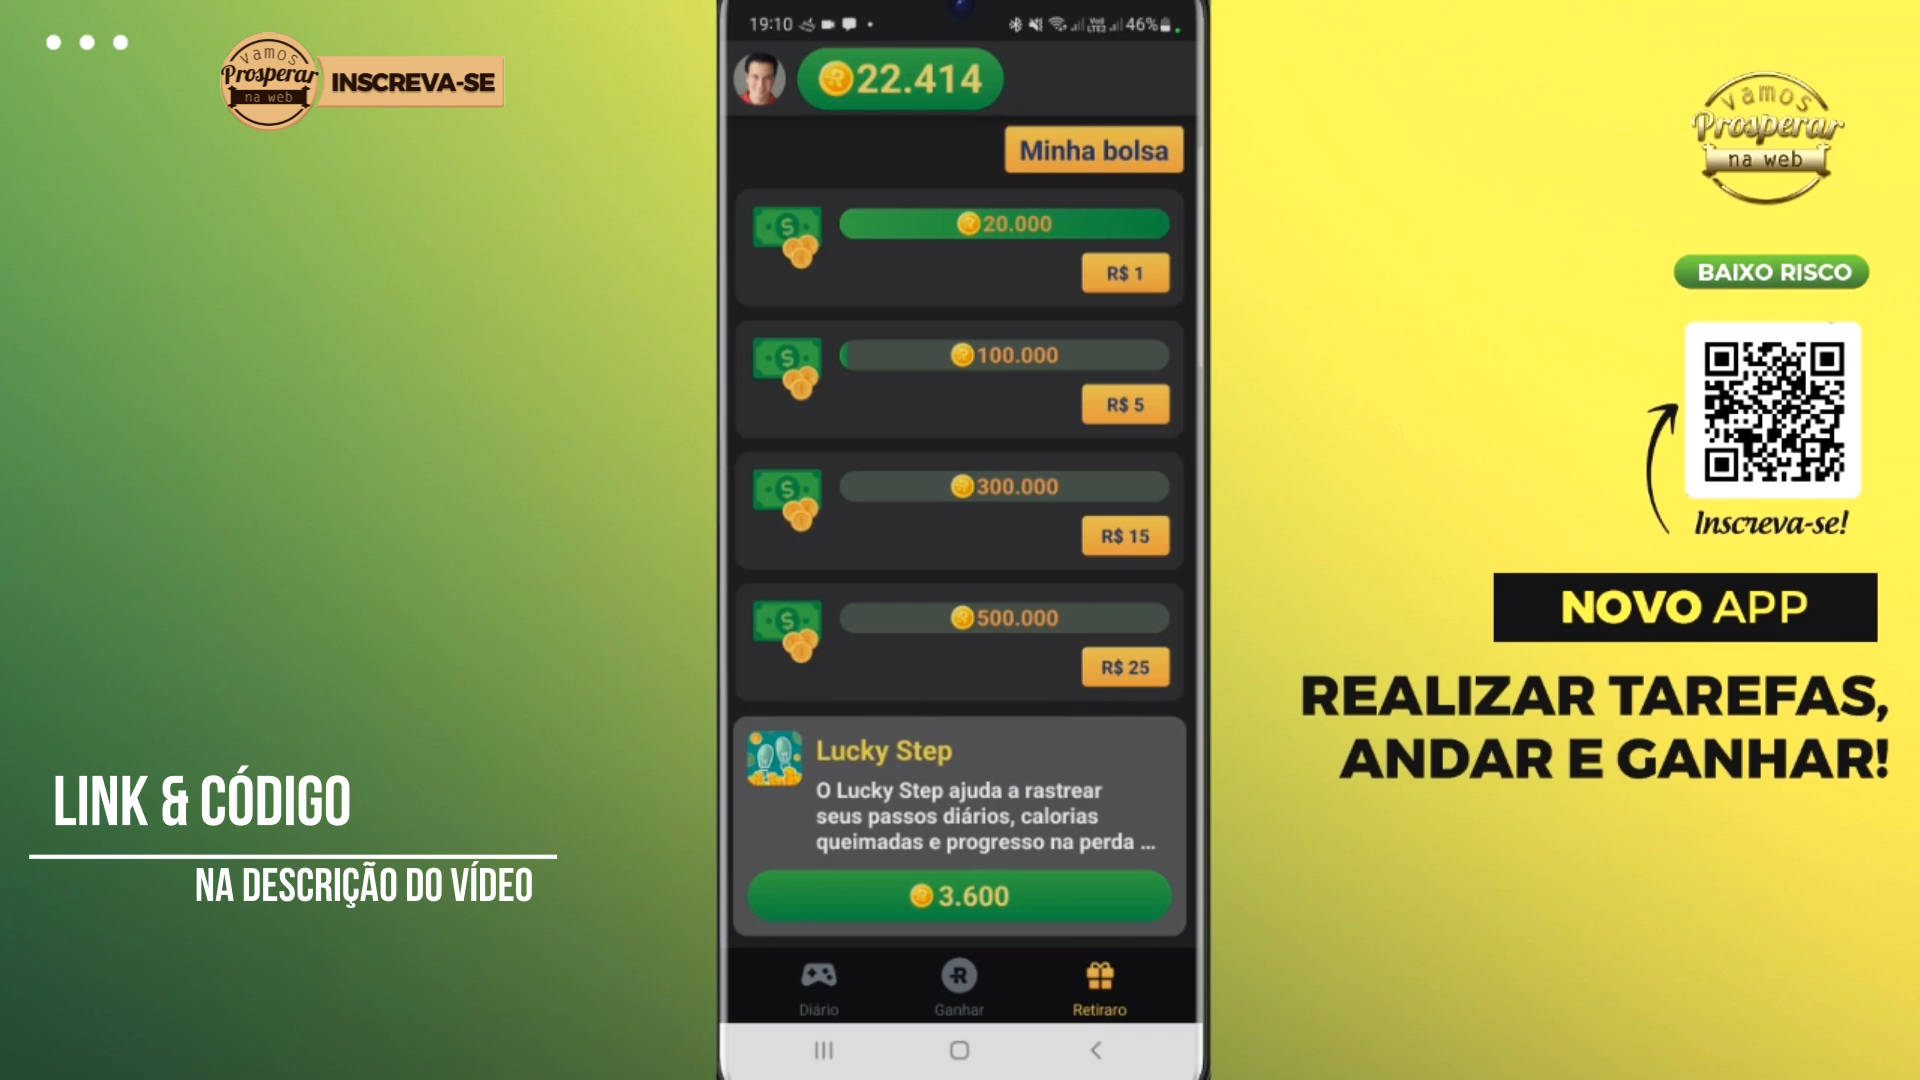 vamos
Prosperar
na web
INSCREVA-SE
19:10
VoI)
LTE2
46%
22.414
Minha bolsa
20.000
R$ 1
100.000
R$ 5
300.000
R$ 15
500.000
R$ 25
Lucky Step
O Lucky Step ajuda a rastrear
seus passos diários, calorias
queimadas e progresso na perda ...
3.600
Diário
Ganhar
Retiraro
LINK & CÓDIGO
NA DESCRIÇÃO DO VÍDEO
vamos
Prosperar
na web
BAIXO RISCO
Inscreva-se!
NOVO APP
REALIZAR TAREFAS,
ANDAR E GANHAR!